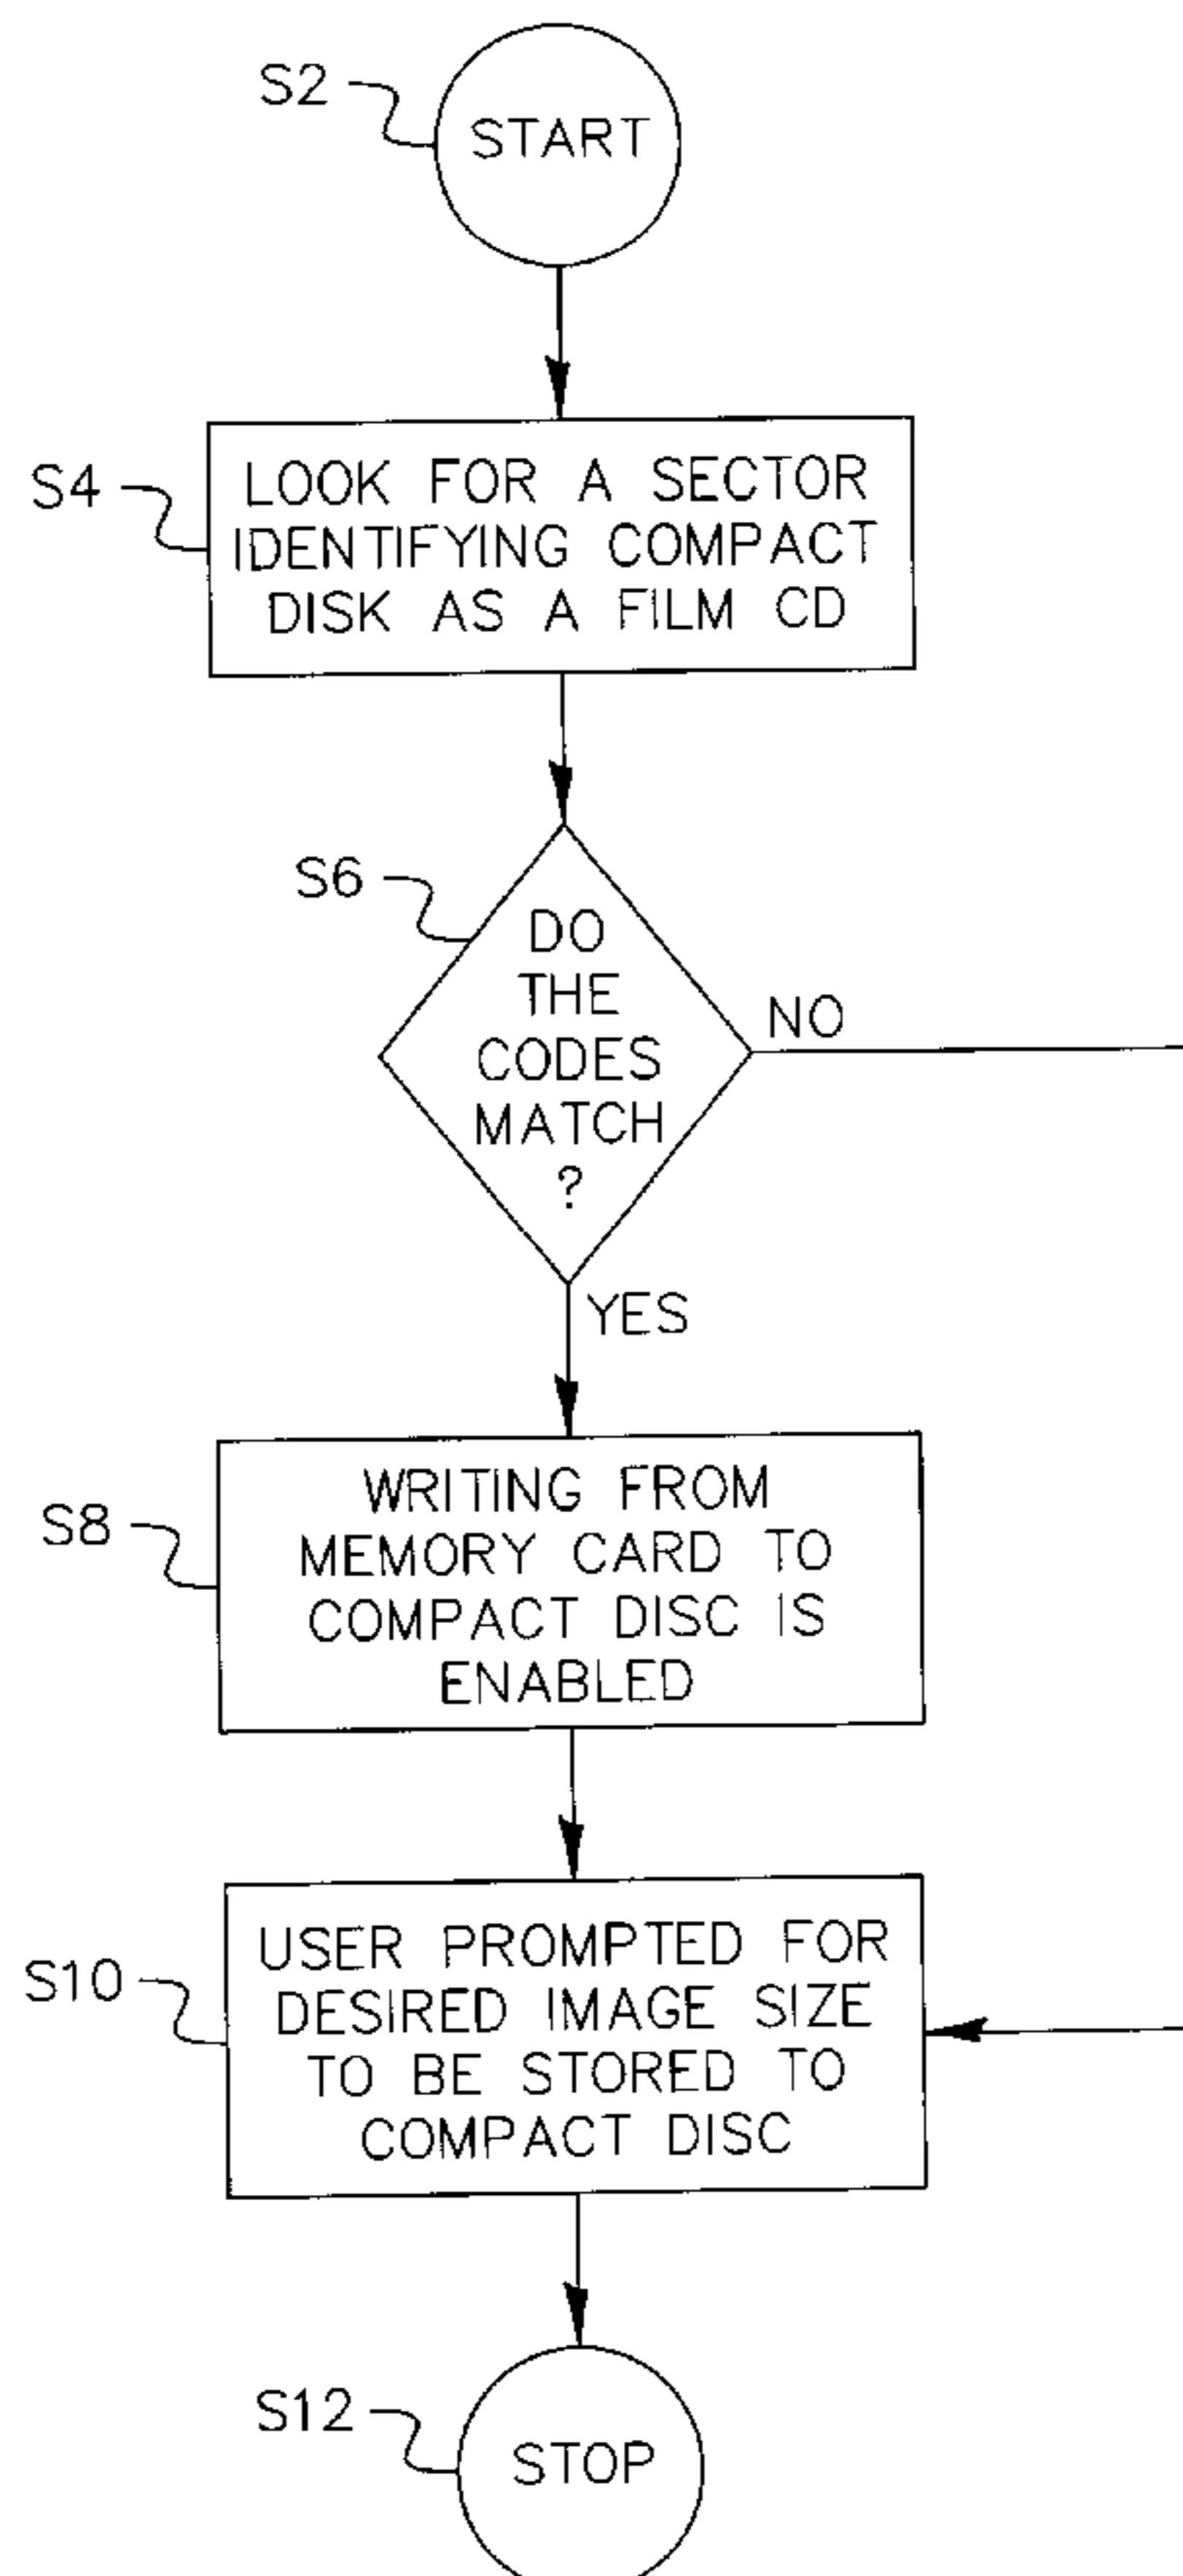 S2
START
S4
LOOK FOR A SECTOR
IDENTIFYING COMPACT
DISK AS A FILM CD
S6
DO
THE
CODES
MATCH
?
NO
YES
S8
WRITING FROM
MEMORY CARD TO
COMPACT DISC IS
ENABLED
S10
USER PROMPTED FOR
DESIRED IMAGE SIZE
TO BE STORED TO
COMPACT DISC
S12
STOP